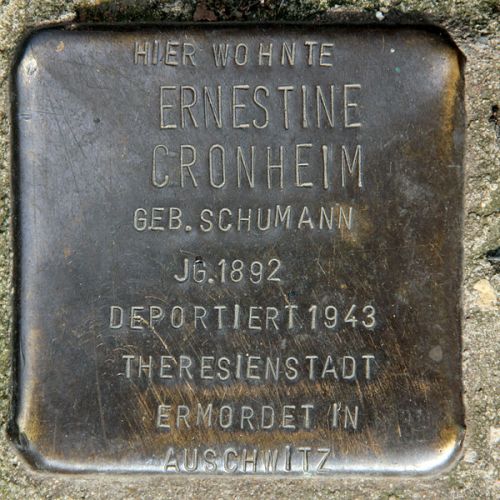 HIER WOHNTE
ERNESTINE
CRONHEIM
GEB. SCHUMANN
JG. 1892
DEPORTIERT 1943
THERESIENSTADT
ERMORDET IN
AUSCHWITZ